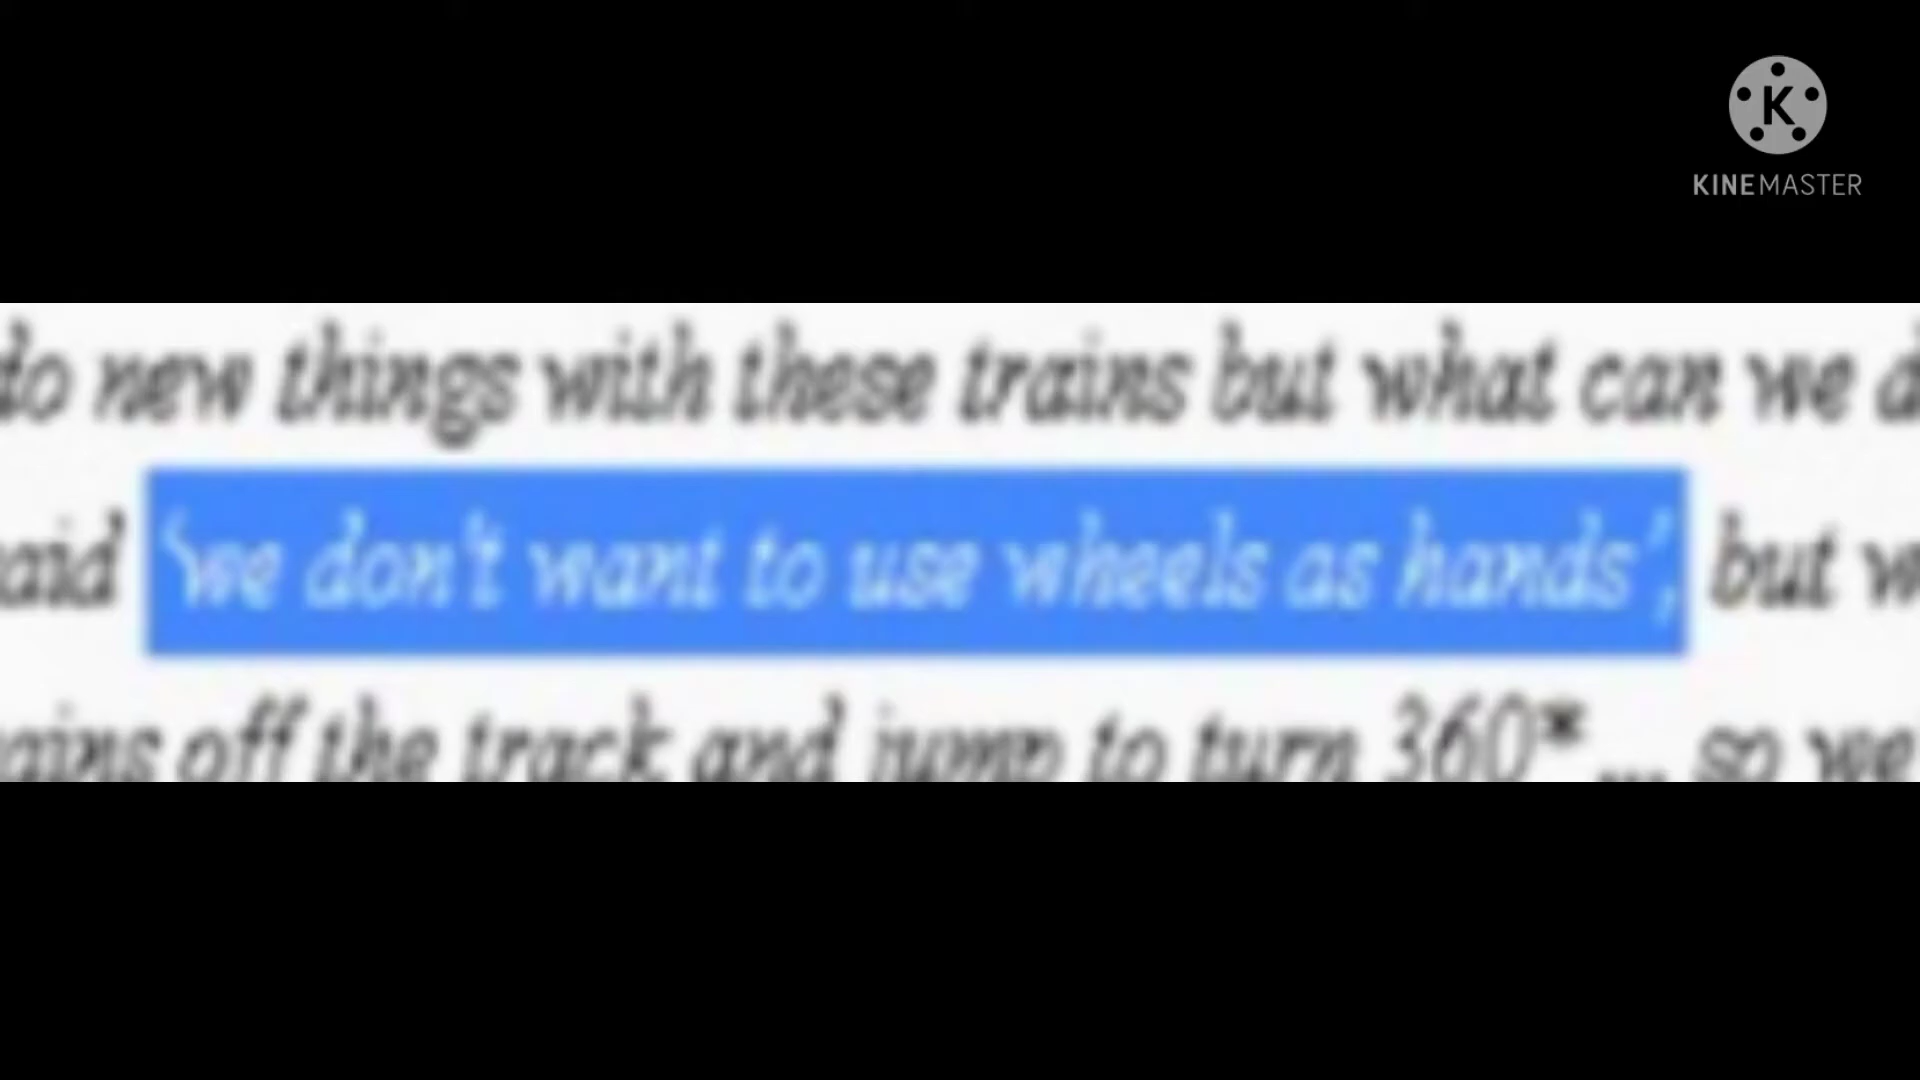 K
KINEMASTER
do new things with these trains but what can we d
said 'we don't want to use wheels as hands', but w
ains off the track and jump to turn 360*... so we